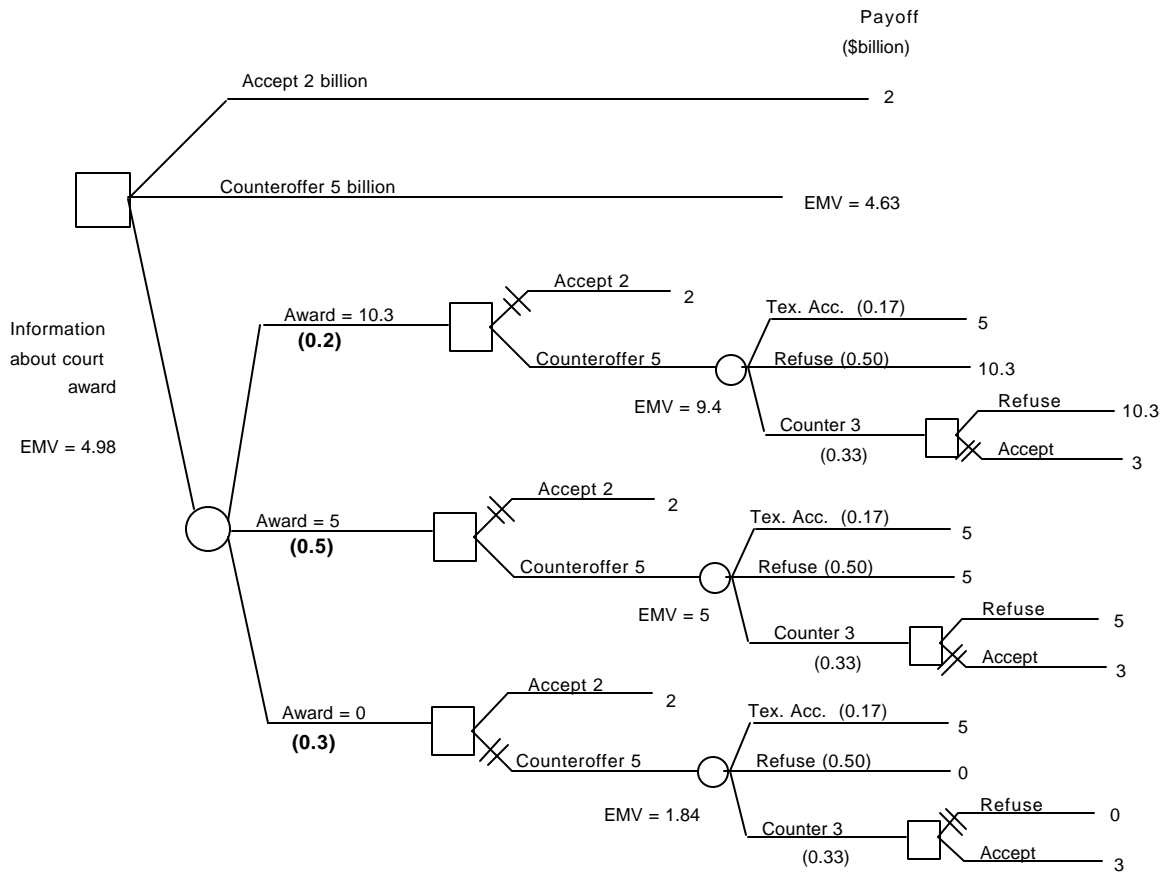 Payoff
($billion)
Accept 2 billion
2
Counteroffer 5 billion
EMV = 4.63
Information
about court
award
EMV = 4.98
Award = 10.3
(0.2)
Accept 2
2
Counteroffer 5
EMV = 9.4
Tex. Acc. (0.17)
5
Refuse (0.50)
10.3
Counter 3
(0.33)
Refuse
10.3
Accept
3
Award = 5
(0.5)
Accept 2
2
Counteroffer 5
EMV = 5
Tex. Acc. (0.17)
5
Refuse (0.50)
5
Counter 3
(0.33)
Refuse
5
Accept
3
Award = 0
(0.3)
Accept 2
2
Counteroffer 5
EMV = 1.84
Tex. Acc. (0.17)
5
Refuse (0.50)
0
Counter 3
(0.33)
Refuse
0
Accept
3